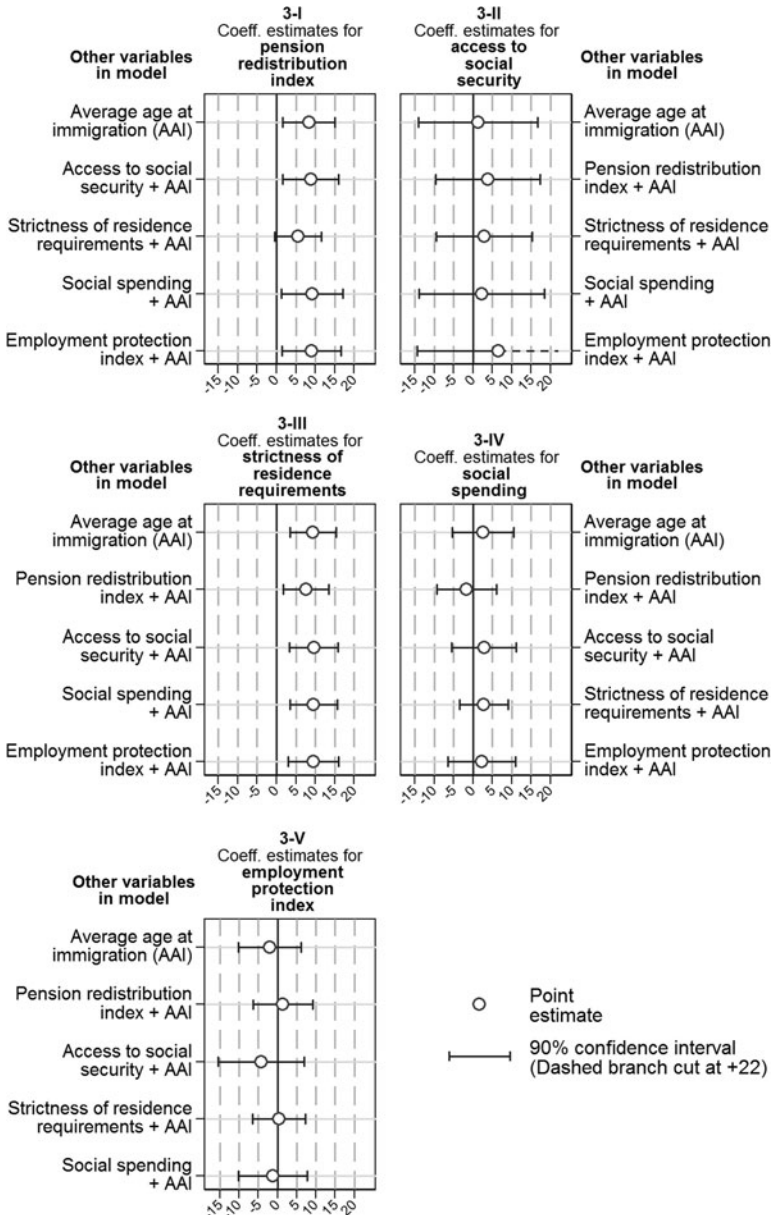 3-I
Coeff. estimates for
pension
redistribution
index
Other variables
in model
Average age at
immigration (AAI)
Access to social
security + AAI
Strictness of residence
requirements + AAI
Social spending
+ AAI
Employment protection
index + AAI
-15 -10 -5 0 5 10 15 20
3-II
Coeff. estimates for
access to
social
security
Other variables
in model
Average age at
immigration (AAI)
Pension redistribution
index + AAI
Strictness of residence
requirements + AAI
Social spending
+ AAI
Employment protection
index + AAI
-15 -10 -5 0 5 10 15 20
3-III
Coeff. estimates for
strictness of
residence
requirements
Other variables
in model
Average age at
immigration (AAI)
Pension redistribution
index + AAI
Access to social
security + AAI
Social spending
+ AAI
Employment protection
index + AAI
-15 -10 -5 0 5 10 15 20
3-IV
Coeff. estimates for
social
spending
Other variables
in model
Average age at
immigration (AAI)
Pension redistribution
index + AAI
Access to social
security + AAI
Strictness of residence
requirements + AAI
Employment protection
index + AAI
-15 -10 -5 0 5 10 15 20
3-V
Coeff. estimates for
employment
protection
index
Other variables
in model
Average age at
immigration (AAI)
Pension redistribution
index + AAI
Access to social
security + AAI
Strictness of residence
requirements + AAI
Social spending
+ AAI
-15 -10 -5 0 5 10 15 20
Point
estimate
90% confidence interval
(Dashed branch cut at +22)